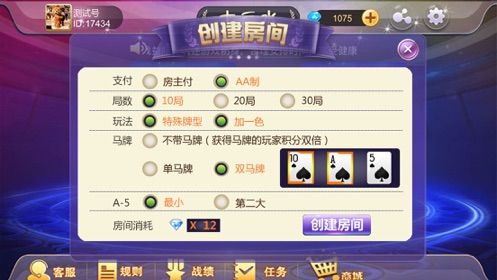 测试号
ID:17434
1075
创建房间
支付 房主付 AA制
局数 10局 20局 30局
玩法 特殊牌型 加一色
马牌 不带马牌（获得马牌的玩家积分双倍）
单马牌 双马牌 10 A 5
A-5 最小 第二大
房间消耗 X 12 创建房间
客服 规则 战绩 任务 商城